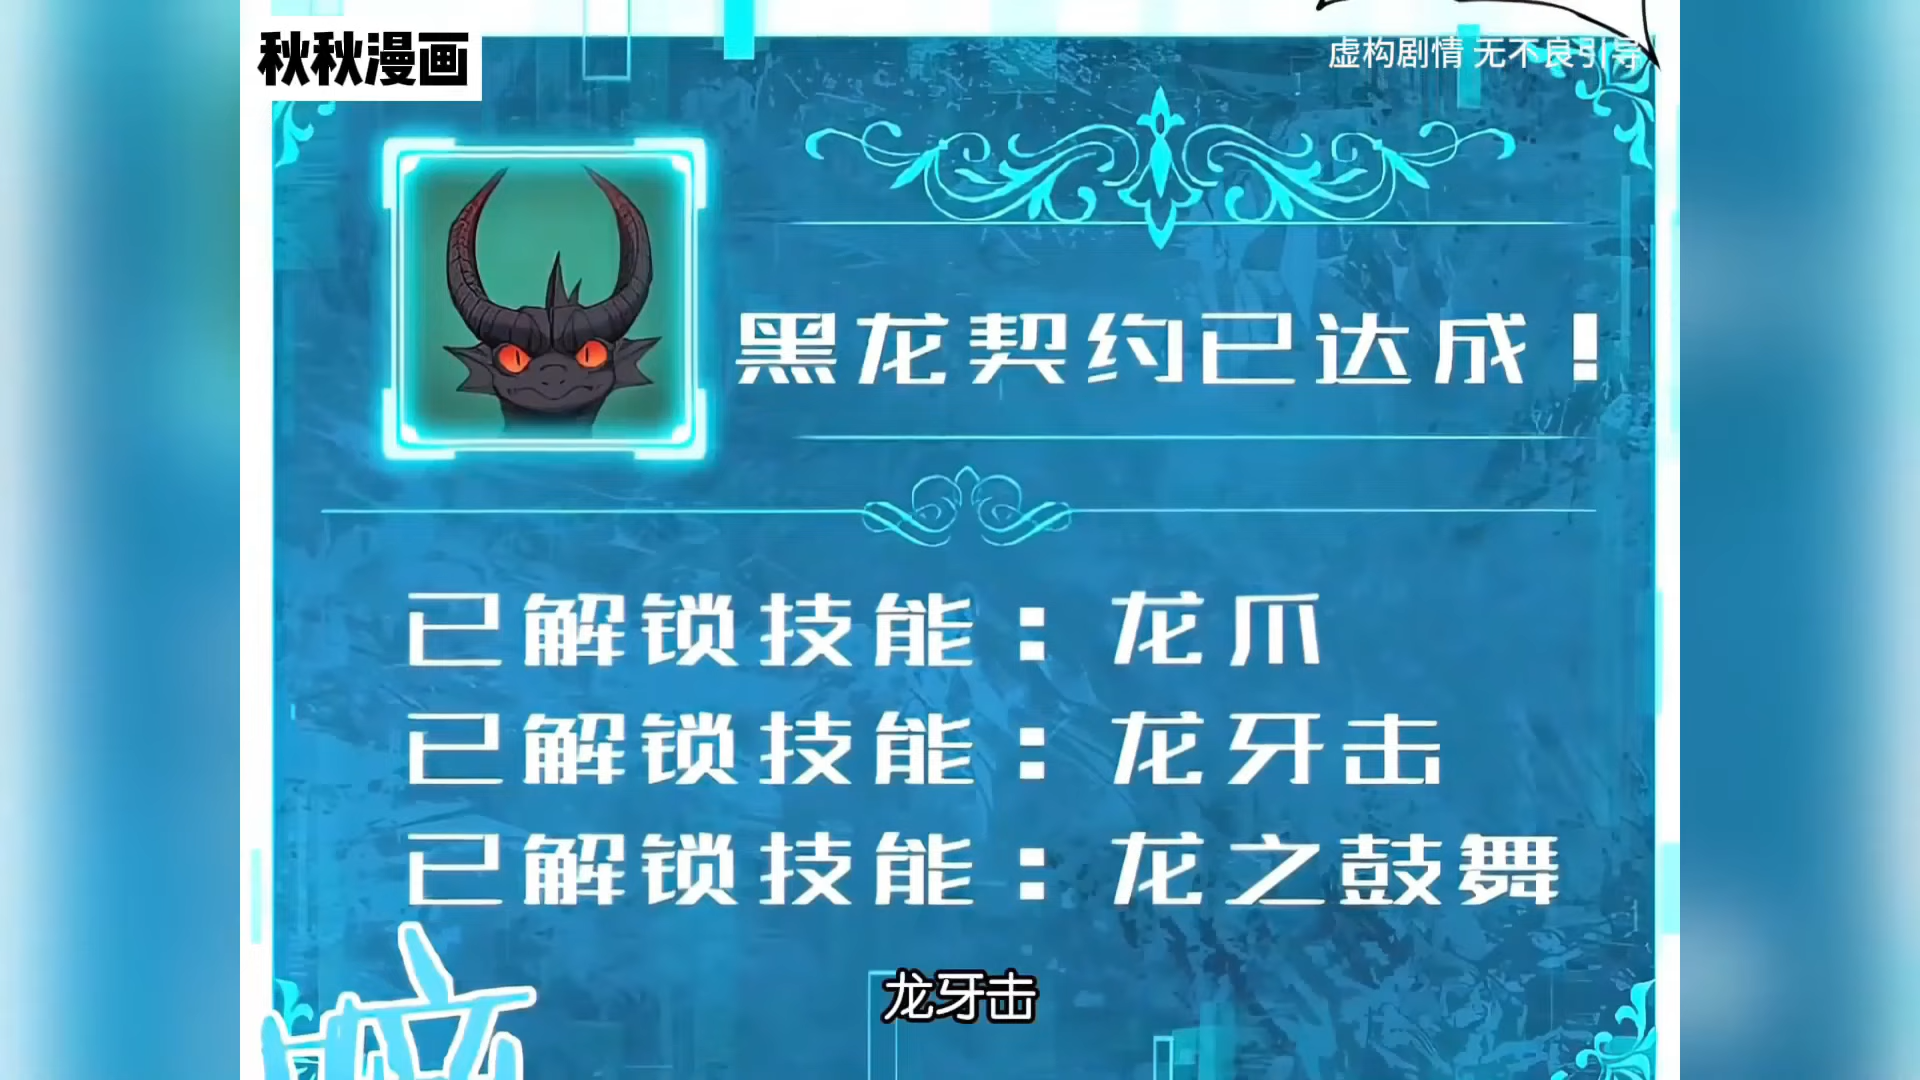 秋秋漫画
虚构剧情 无不良引导
黑龙契约已达成！
已解锁技能：龙爪
已解锁技能：龙牙击
已解锁技能：龙之鼓舞
龙牙击